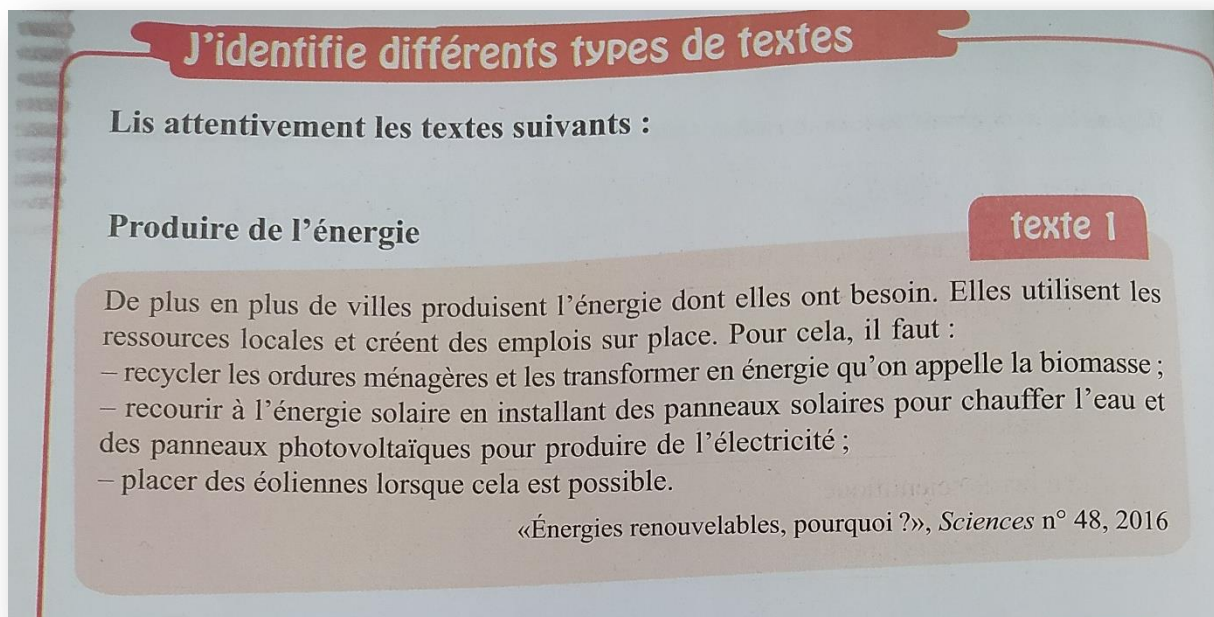 J'identifie différents types de textes
Lis attentivement les textes suivants :
Produire de l'énergie
texte 1
De plus en plus de villes produisent l'énergie dont elles ont besoin. Elles utilisent les
ressources locales et créent des emplois sur place. Pour cela, il faut :
– recycler les ordures ménagères et les transformer en énergie qu'on appelle la biomasse ;
– recourir à l'énergie solaire en installant des panneaux solaires pour chauffer l'eau et
des panneaux photovoltaïques pour produire de l'électricité ;
– placer des éoliennes lorsque cela est possible.
«Énergies renouvelables, pourquoi ?», Sciences n° 48, 2016